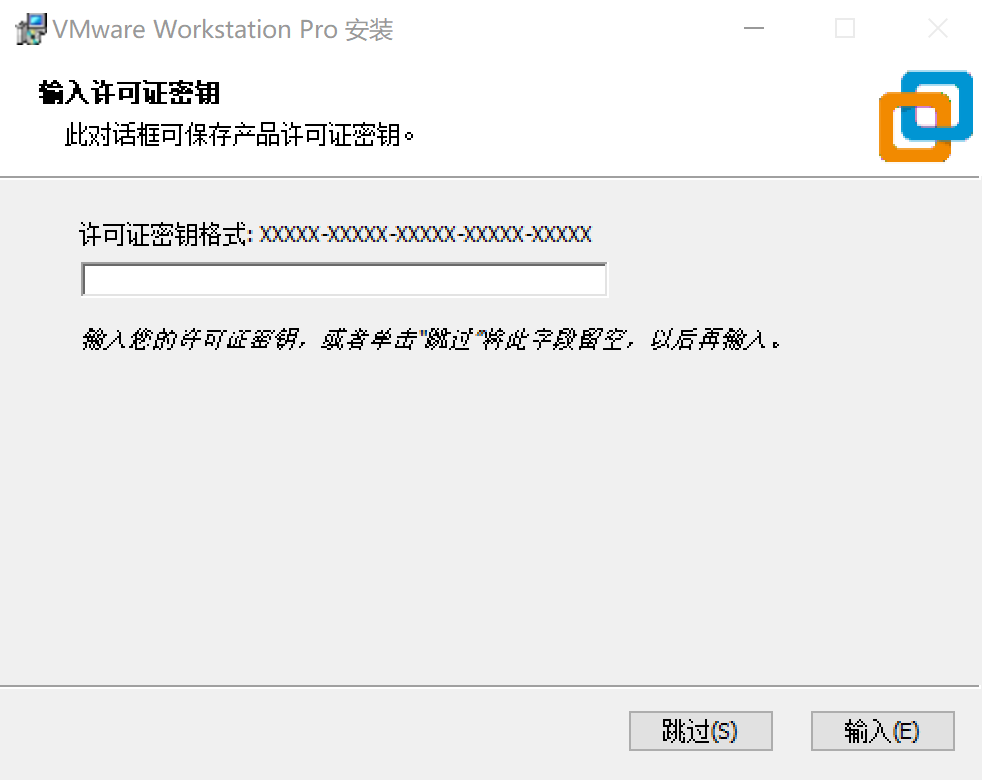 VMware Workstation Pro 安装
输入许可证密钥
此对话框可保存产品许可证密钥。
许可证密钥格式: XXXXX-XXXXX-XXXXX-XXXXX-XXXXX
输入您的许可证密钥，或者单击"跳过"将此字段留空，以后再输入。
跳过(S) 输入(E)